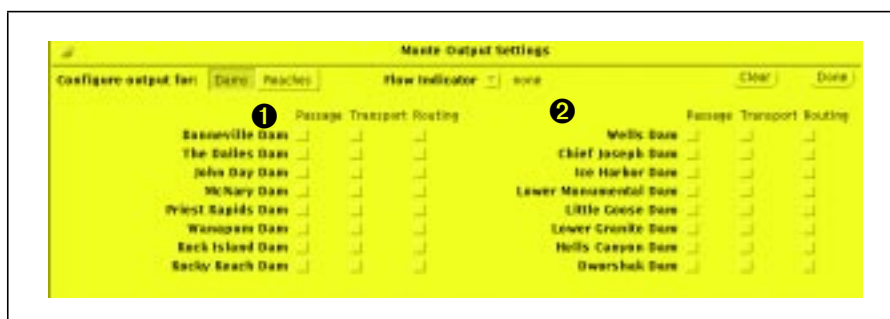 Monte Output Settings
Configure output for: Dams Reaches Flow Indicator none Clear Done
❶ ❷
Passage Transport Routing Passage Transport Routing
Bonneville Dam Wells Dam
The Dalles Dam Chief Joseph Dam
John Day Dam Ice Harbor Dam
McNary Dam Lower Monumental Dam
Priest Rapids Dam Little Goose Dam
Wanapum Dam Lower Granite Dam
Rock Island Dam Hells Canyon Dam
Rocky Reach Dam Dworshak Dam